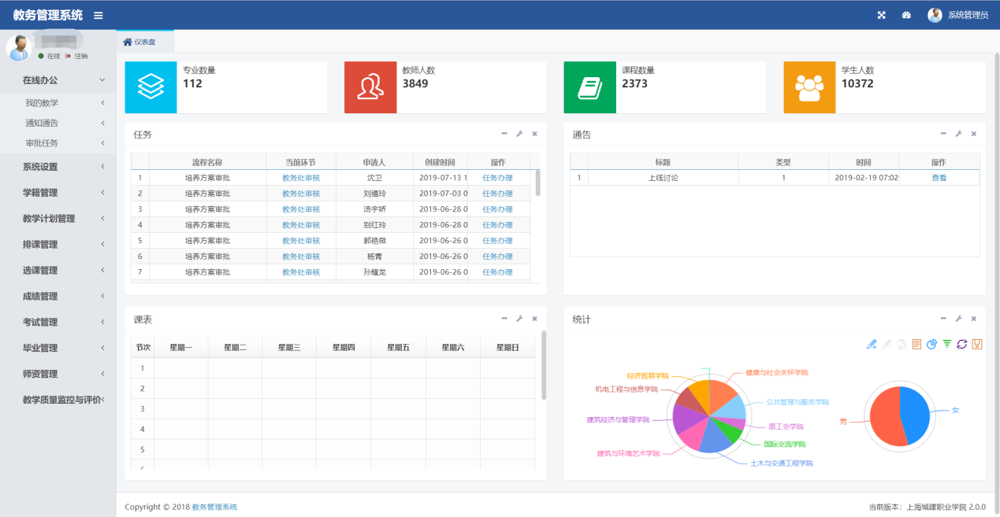 教务管理系统
系统管理员
在线 注销
仪表盘
在线办公
我的教学
通知通告
审批任务
系统设置
学籍管理
教学计划管理
排课管理
选课管理
成绩管理
考试管理
毕业管理
师资管理
教学质量监控与评价
专业数量
112
教师人数
3849
课程数量
2373
学生人数
10372
任务
流程名称 当前环节 申请人 创建时间 操作
1 培养方案审批 教务处审核 沈卫 2019-07-13 1 任务办理
2 培养方案审批 教务处审核 刘福玲 2019-07-03 0 任务办理
3 培养方案审批 教务处审核 汤宇娇 2019-06-28 0 任务办理
4 培养方案审批 教务处审核 别红玲 2019-06-28 0 任务办理
5 培养方案审批 教务处审核 郭艳微 2019-06-26 0 任务办理
6 培养方案审批 教务处审核 杨青 2019-06-26 0 任务办理
7 培养方案审批 教务处审核 孙耀龙 2019-06-26 0 任务办理
通告
标题 类型 时间 操作
1 上线讨论 1 2019-02-19 07:02 查看
课表
节次 星期一 星期二 星期三 星期四 星期五 星期六 星期日
1
2
3
4
5
统计
经济贸易学院
健康与社会关怀学院
机电工程与信息学院
公共管理与服务学院
建筑经济与管理学院
原工会学院
国际交流学院
建筑与环境艺术学院
土木与交通工程学院
男
女
Copyright © 2018 教务管理系统
当前版本：上海城建职业学院 2.0.0